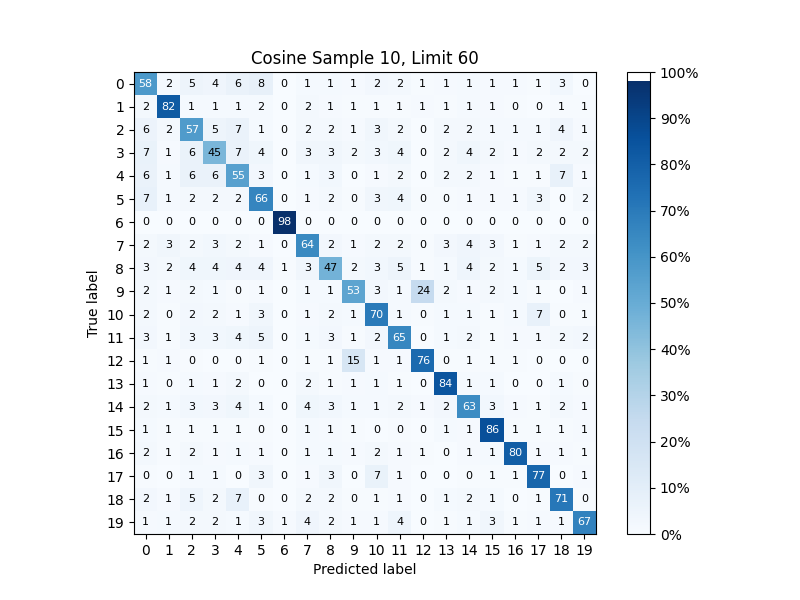 Cosine Sample 10, Limit 60
True label
0 58 2 5 4 6 8 0 1 1 1 2 2 1 1 1 1 1 1 3 0
1 2 82 1 1 1 2 0 2 1 1 1 1 1 1 1 1 0 0 1 1
2 6 2 57 5 7 1 0 2 2 1 3 2 0 2 2 1 1 1 4 1
3 7 1 6 45 7 4 0 3 3 2 3 4 0 2 4 2 1 2 2 2
4 6 1 6 6 55 3 0 1 3 0 1 2 0 2 2 1 1 1 7 1
5 7 1 2 2 2 66 0 1 2 0 3 4 0 0 1 1 1 3 0 2
6 0 0 0 0 0 0 98 0 0 0 0 0 0 0 0 0 0 0 0 0
7 2 3 2 3 2 1 0 64 2 1 2 2 0 3 4 3 1 1 2 2
8 3 2 4 4 4 4 1 3 47 2 3 5 1 1 4 2 1 5 2 3
9 2 1 2 1 0 1 0 1 1 53 3 1 24 2 1 2 1 1 0 1
10 2 0 2 2 1 3 0 1 2 1 70 1 0 1 1 1 1 7 0 1
11 3 1 3 3 4 5 0 1 3 1 2 65 0 1 2 1 1 1 2 2
12 1 1 0 0 0 1 0 1 1 15 1 1 76 0 1 1 1 0 0 0
13 1 0 1 1 2 0 0 2 1 1 1 1 0 84 1 1 0 0 1 0
14 2 1 3 3 4 1 0 4 3 1 1 2 1 2 63 3 1 1 2 1
15 1 1 1 1 1 0 0 1 1 1 0 0 0 1 1 86 1 1 1 1
16 2 1 2 1 1 1 0 1 1 1 2 1 1 0 1 1 80 1 1 1
17 0 0 1 1 0 3 0 1 3 0 7 1 0 0 0 1 1 77 0 1
18 2 1 5 2 7 0 0 2 2 0 1 1 0 1 2 1 0 1 71 0
19 1 1 2 2 1 3 1 4 2 1 1 4 0 1 1 3 1 1 1 67
0 1 2 3 4 5 6 7 8 9 10 11 12 13 14 15 16 17 18 19
Predicted label
100%
90%
80%
70%
60%
50%
40%
30%
20%
10%
0%